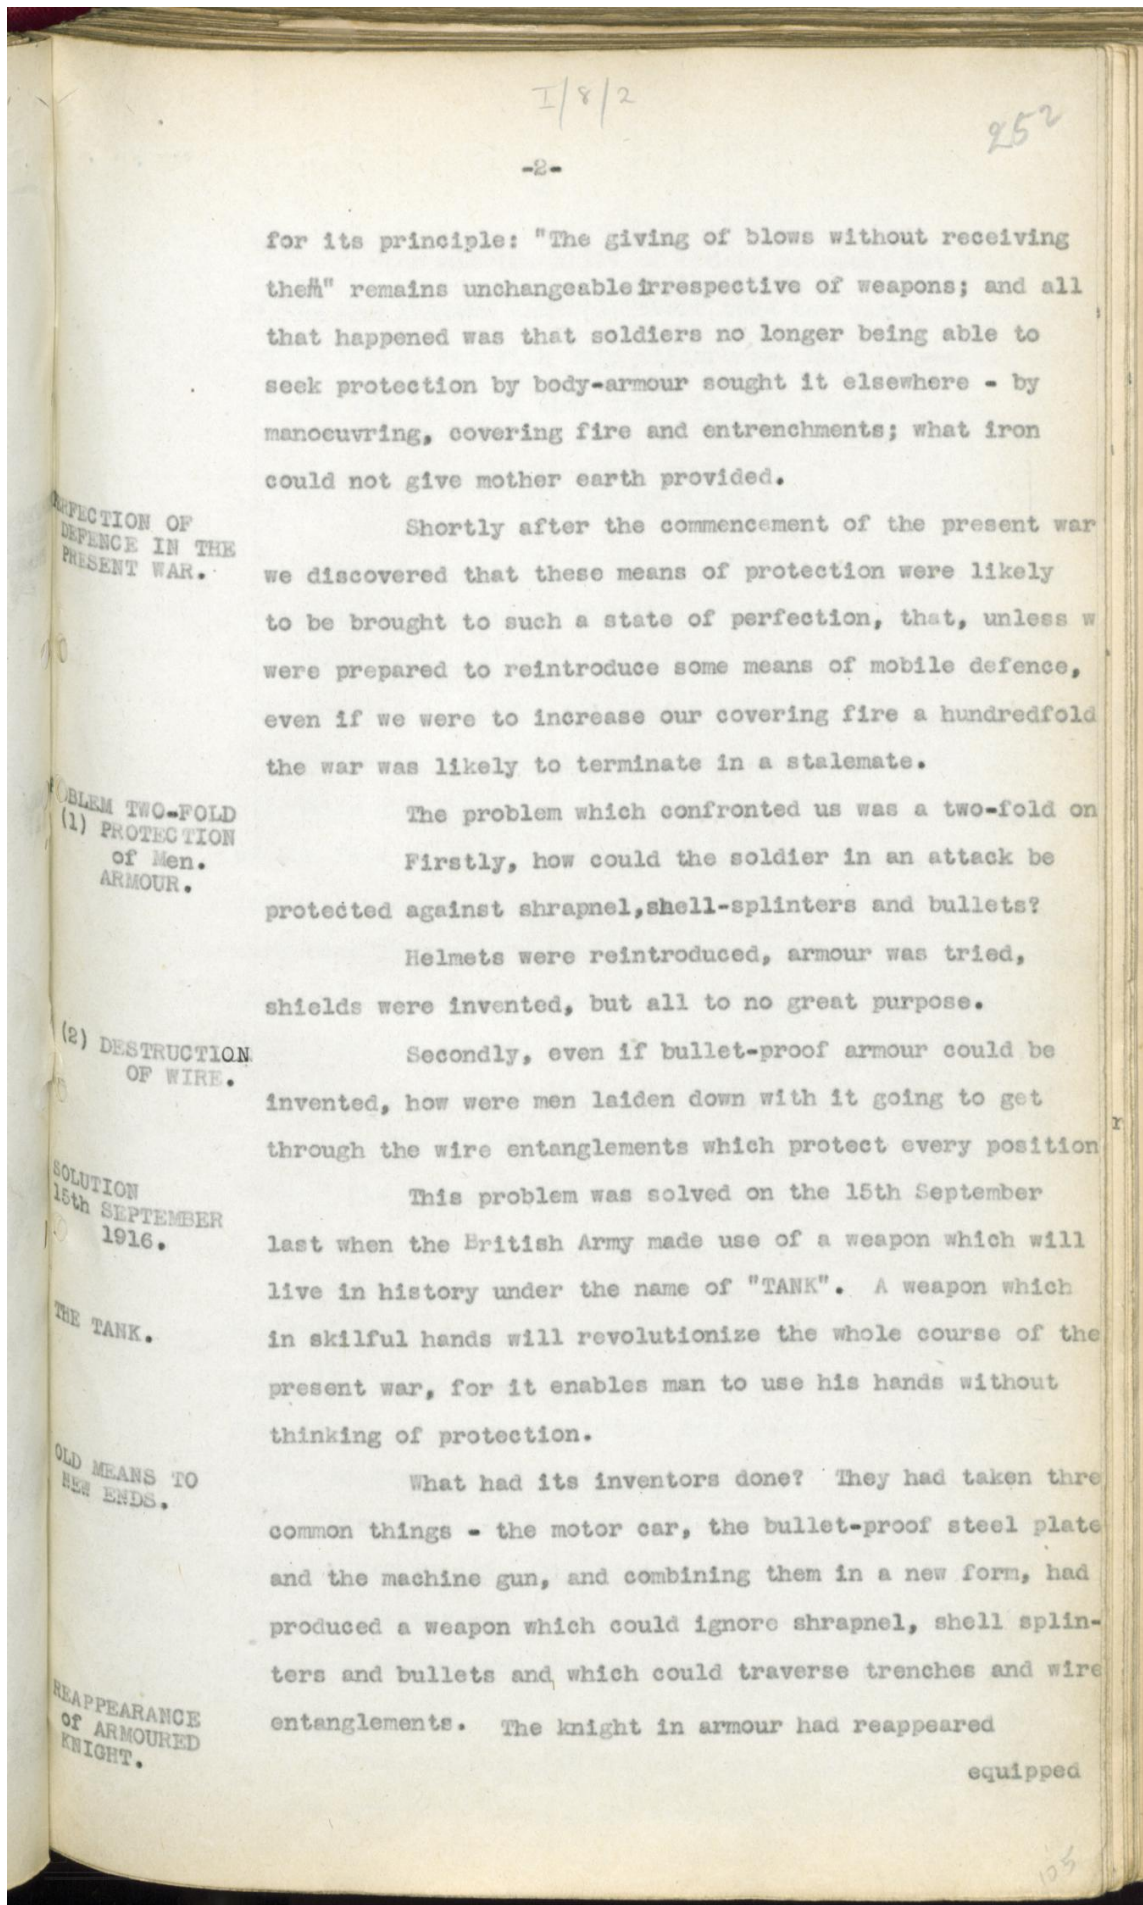 I/8/2
252
-2-
for its principle: "The giving of blows without receiving
them" remains unchangeable irrespective of weapons; and all
that happened was that soldiers no longer being able to
seek protection by body-armour sought it elsewhere - by
manoeuvring, covering fire and entrenchments; what iron
could not give mother earth provided.
ERFECTION OF
DEFENCE IN THE
PRESENT WAR.
Shortly after the commencement of the present war
we discovered that these means of protection were likely
to be brought to such a state of perfection, that, unless w
were prepared to reintroduce some means of mobile defence,
even if we were to increase our covering fire a hundredfold
the war was likely to terminate in a stalemate.
OBLEM TWO-FOLD
(1) PROTECTION
of Men.
ARMOUR.
The problem which confronted us was a two-fold on
Firstly, how could the soldier in an attack be
protected against shrapnel, shell-splinters and bullets?
Helmets were reintroduced, armour was tried,
shields were invented, but all to no great purpose.
(2) DESTRUCTION
OF WIRE.
Secondly, even if bullet-proof armour could be
invented, how were men laiden down with it going to get
through the wire entanglements which protect every position
r
SOLUTION
15th SEPTEMBER
1916.
This problem was solved on the 15th September
last when the British Army made use of a weapon which will
live in history under the name of "TANK". A weapon which
THE TANK.
in skilful hands will revolutionize the whole course of the
present war, for it enables man to use his hands without
thinking of protection.
OLD MEANS TO
NEW ENDS.
What had its inventors done? They had taken thre
common things - the motor car, the bullet-proof steel plate
and the machine gun, and combining them in a new form, had
produced a weapon which could ignore shrapnel, shell splin-
ters and bullets and which could traverse trenches and wire
REAPPEARANCE
of ARMOURED
KNIGHT.
entanglements. The knight in armour had reappeared
equipped
105